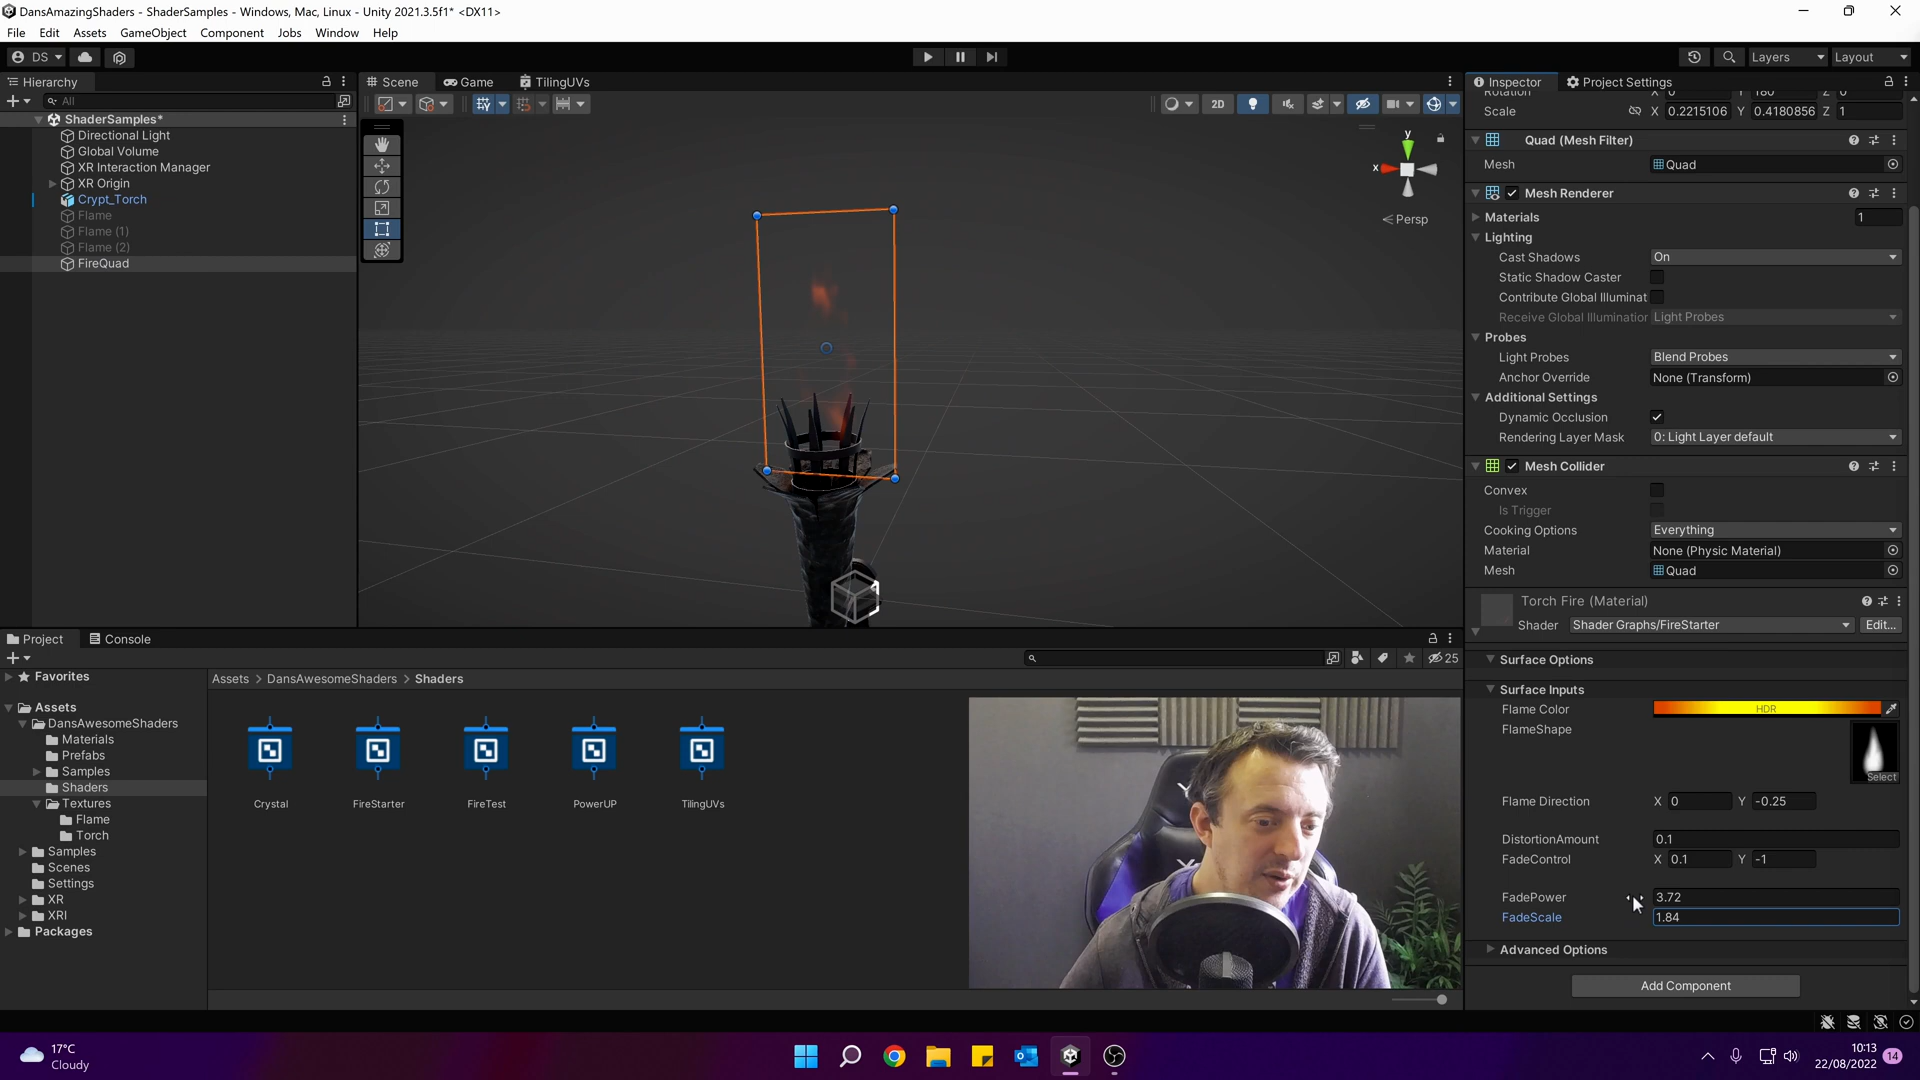 DansAmazingShaders - ShaderSamples - Windows, Mac, Linux - Unity 2021.3.5f1* <DX11>
File Edit Assets GameObject Component Jobs Window Help
DS Layers Layout
Hierarchy
All
ShaderSamples*
Directional Light
Global Volume
XR Interaction Manager
XR Origin
Crypt_Torch
Flame
Flame (1)
Flame (2)
FireQuad
Scene Game TilingUVs
2D
y
x
Persp
Inspector Project Settings
Rotation X 0 Y 180 Z 0
Scale X 0.2215106 Y 0.4180856 Z 1
Quad (Mesh Filter)
Mesh Quad
Mesh Renderer
Materials 1
Lighting
Cast Shadows On
Static Shadow Caster
Contribute Global Illuminat
Receive Global Illumination Light Probes
Probes
Light Probes Blend Probes
Anchor Override None (Transform)
Additional Settings
Dynamic Occlusion
Rendering Layer Mask 0: Light Layer default
Mesh Collider
Convex
Is Trigger
Cooking Options Everything
Material None (Physic Material)
Mesh Quad
Torch Fire (Material)
Shader Shader Graphs/FireStarter Edit...
Surface Options
Surface Inputs
Flame Color HDR
FlameShape
Select
Flame Direction X 0 Y -0.25
DistortionAmount 0.1
FadeControl X 0.1 Y -1
FadePower 3.72
FadeScale 1.84
Advanced Options
Add Component
Project Console
25
Favorites
Assets
DansAwesomeShaders
Materials
Prefabs
Samples
Shaders
Textures
Flame
Torch
Samples
Scenes
Settings
XR
XRI
Packages
Assets > DansAwesomeShaders > Shaders
Crystal FireStarter FireTest PowerUP TilingUVs
17°C
Cloudy
10:13
22/08/2022
14